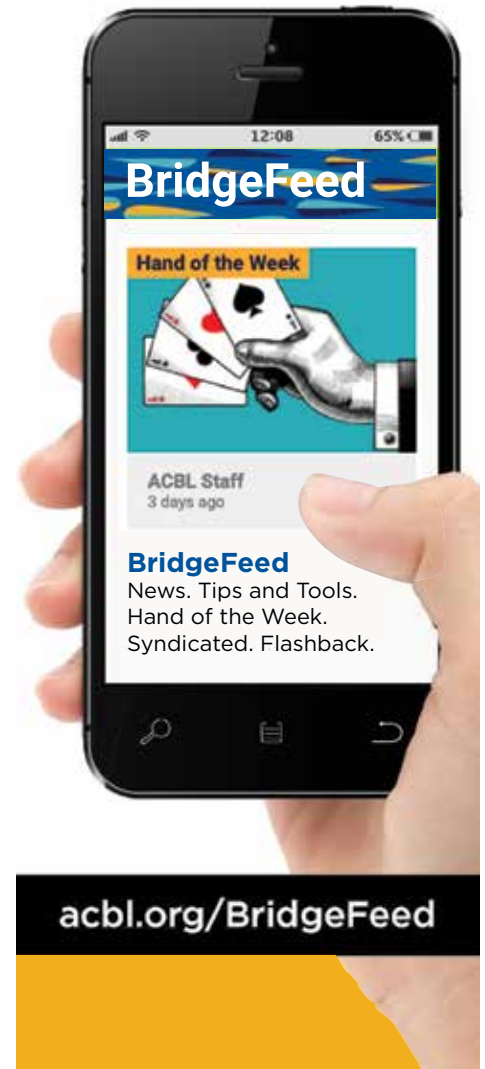 12:08
65%
BridgeFeed
Hand of the Week
ACBL Staff
3 days ago
BridgeFeed
News. Tips and Tools.
Hand of the Week.
Syndicated. Flashback.
acbl.org/BridgeFeed